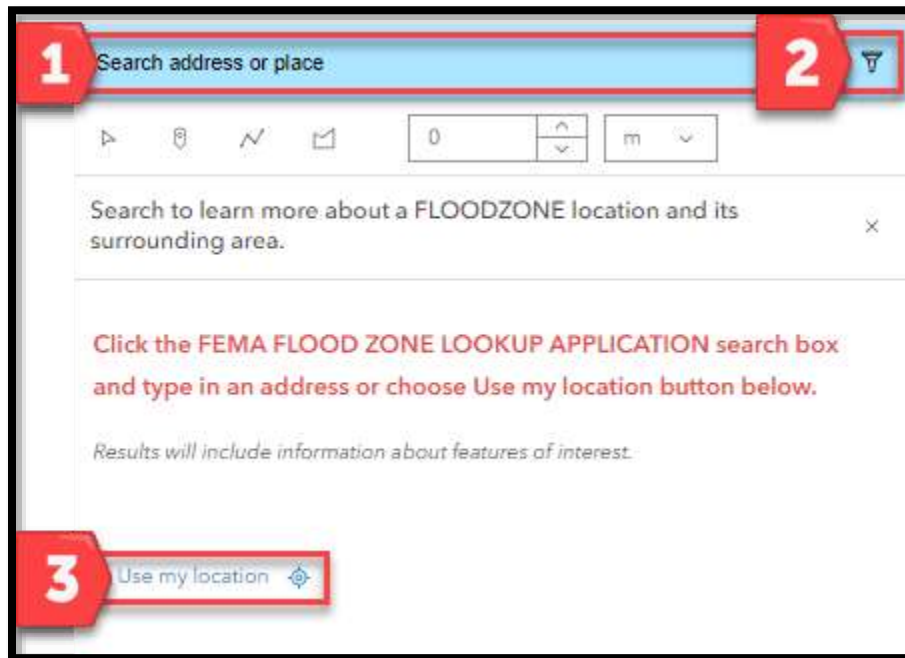 1 Search address or place 2
0 m
Search to learn more about a FLOODZONE location and its
surrounding area.
Click the FEMA FLOOD ZONE LOOKUP APPLICATION search box
and type in an address or choose Use my location button below.
Results will include information about features of interest.
3 Use my location